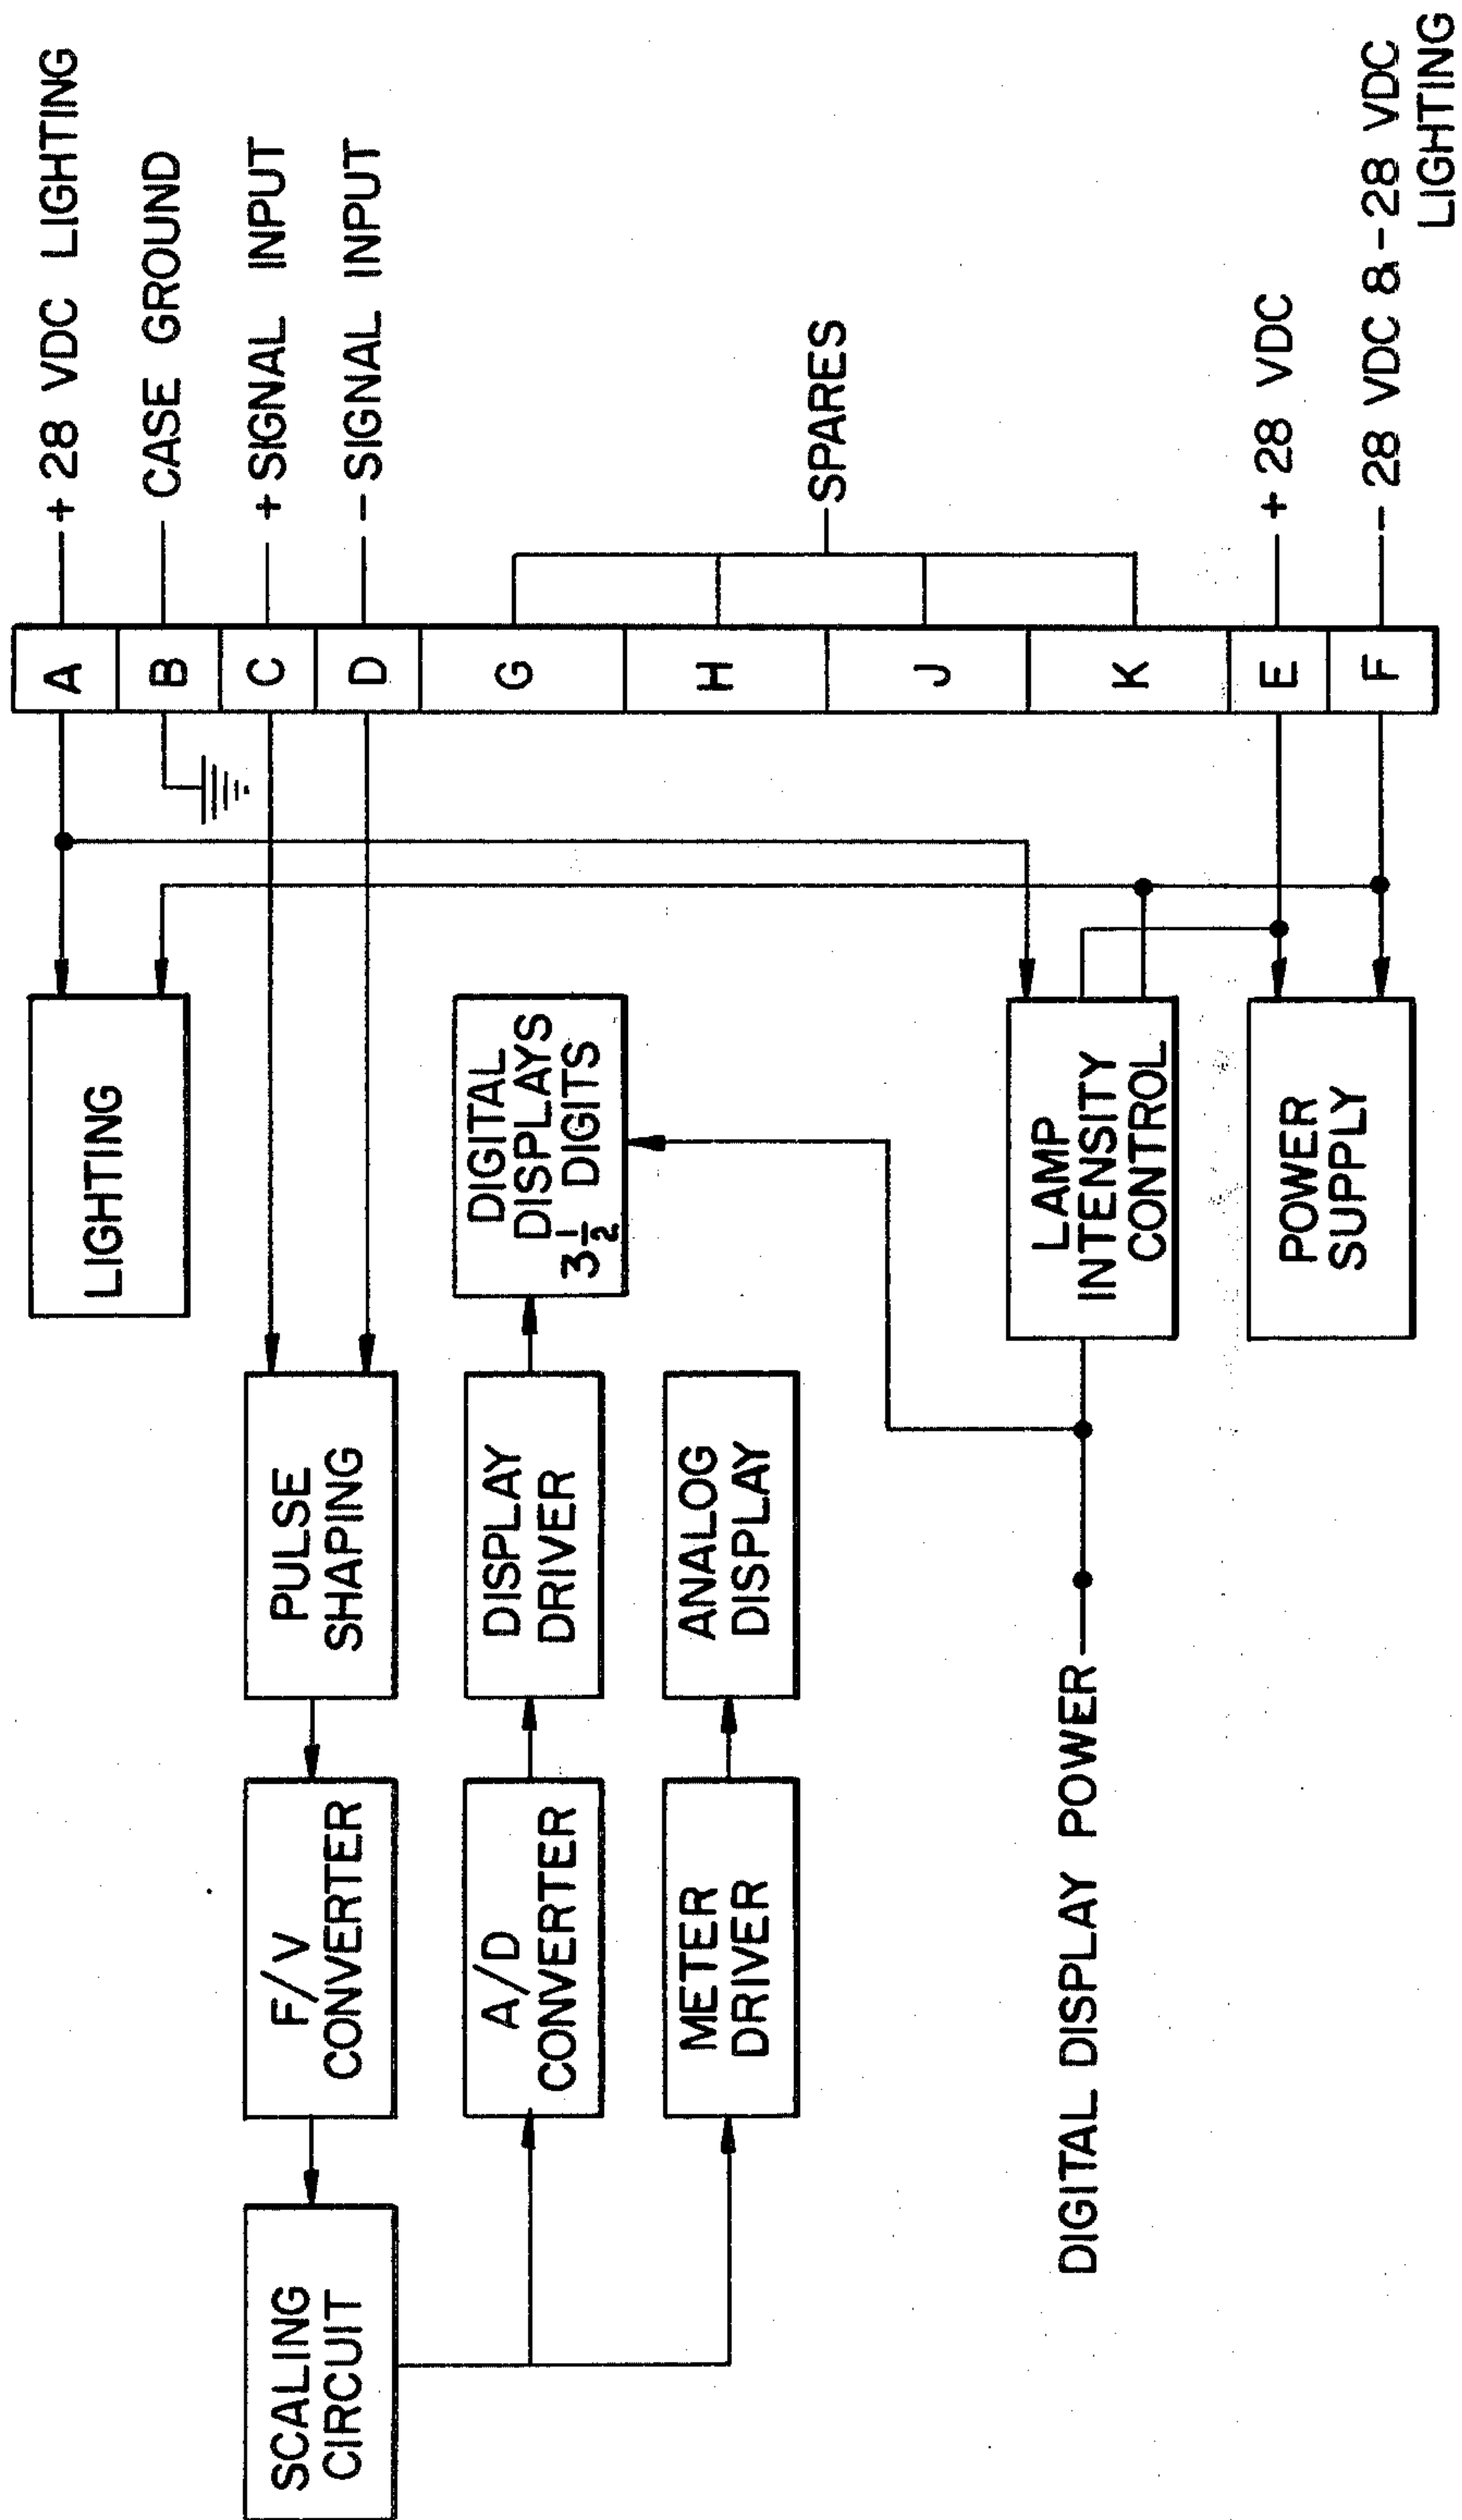 LIGHTING
A
+ 28 VDC LIGHTING
B
CASE GROUND
SCALING
CIRCUIT
F/V
CONVERTER
PULSE
SHAPING
C
+ SIGNAL INPUT
D
- SIGNAL INPUT
A/D
CONVERTER
DISPLAY
DRIVER
DIGITAL
DISPLAYS
3 1/2 DIGITS
G
METER
DRIVER
ANALOG
DISPLAY
H
SPARES
J
DIGITAL DISPLAY POWER
LAMP
INTENSITY
CONTROL
K
POWER
SUPPLY
E
+ 28 VDC
F
- 28 VDC 8-28 VDC
LIGHTING